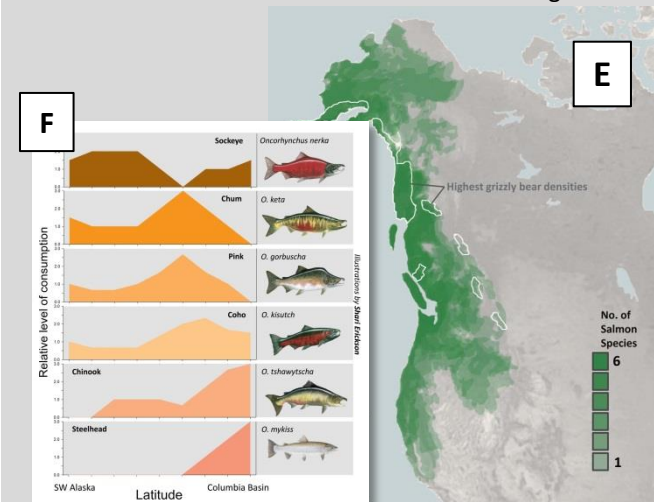 E
F
Highest grizzly bear densities
Sockeye
Oncorhynchus nerka
Chum
O. keta
Pink
O. gorbuscha
Coho
O. kisutch
Chinook
O. tshawytscha
Steelhead
O. mykiss
Relative level of consumption
Illustrations by Shari Erickson
SW Alaska
Columbia Basin
Latitude
No. of
Salmon
Species
6
1